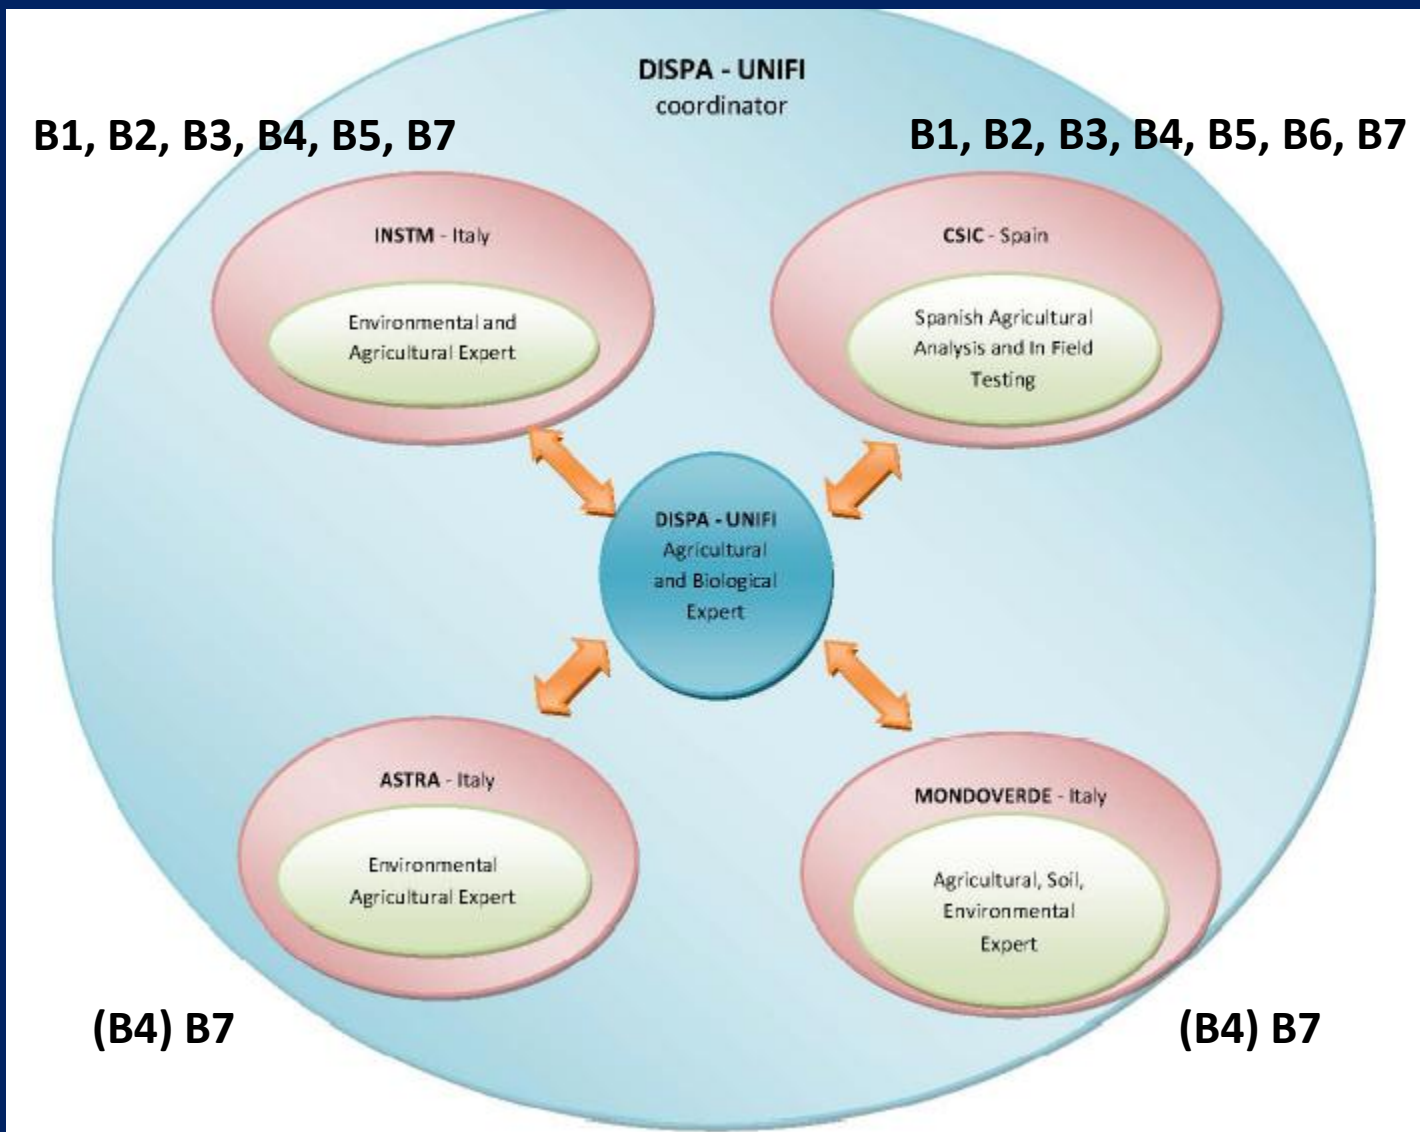 DISPA - UNIFI
coordinator
B1, B2, B3, B4, B5, B7
B1, B2, B3, B4, B5, B6, B7
INSTM - Italy
Environmental and
Agricultural Expert
CSIC - Spain
Spanish Agricultural
Analysis and In Field
Testing
DISPA - UNIFI
Agricultural
and Biological
Expert
ASTRA - Italy
Environmental
Agricultural Expert
MONDOVERDE - Italy
Agricultural, Soil,
Environmental
Expert
(B4) B7
(B4) B7